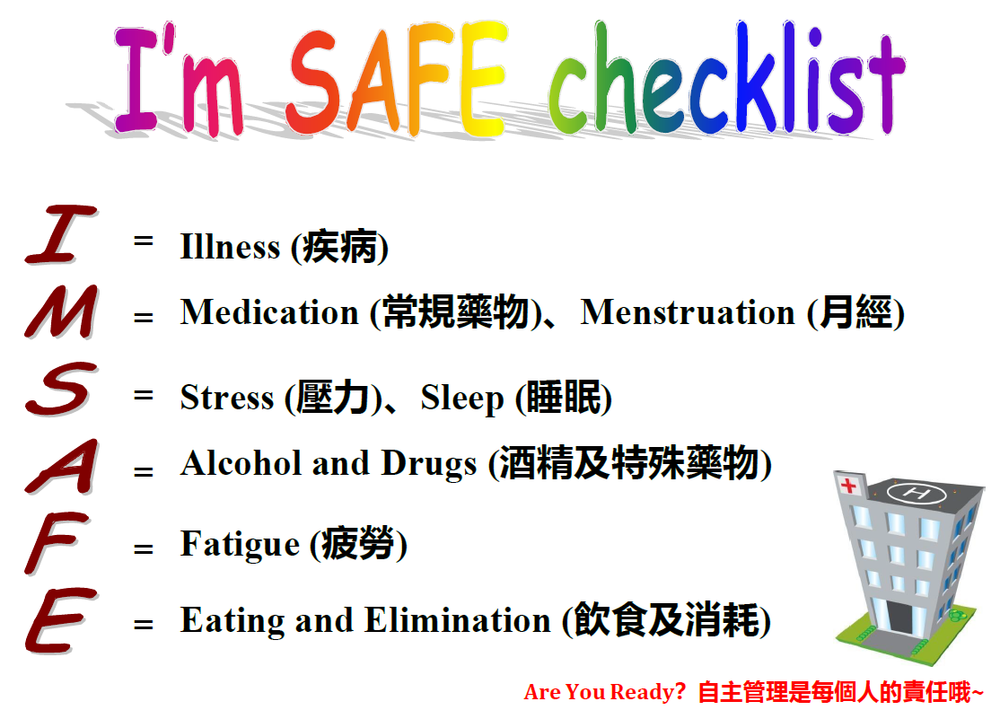 I'm SAFE checklist
I = Illness (疾病)
M = Medication (常規藥物)、Menstruation (月經)
S = Stress (壓力)、Sleep (睡眠)
A = Alcohol and Drugs (酒精及特殊藥物)
F = Fatigue (疲勞)
H
E = Eating and Elimination (飲食及消耗)
Are You Ready? 自主管理是每個人的責任哦~